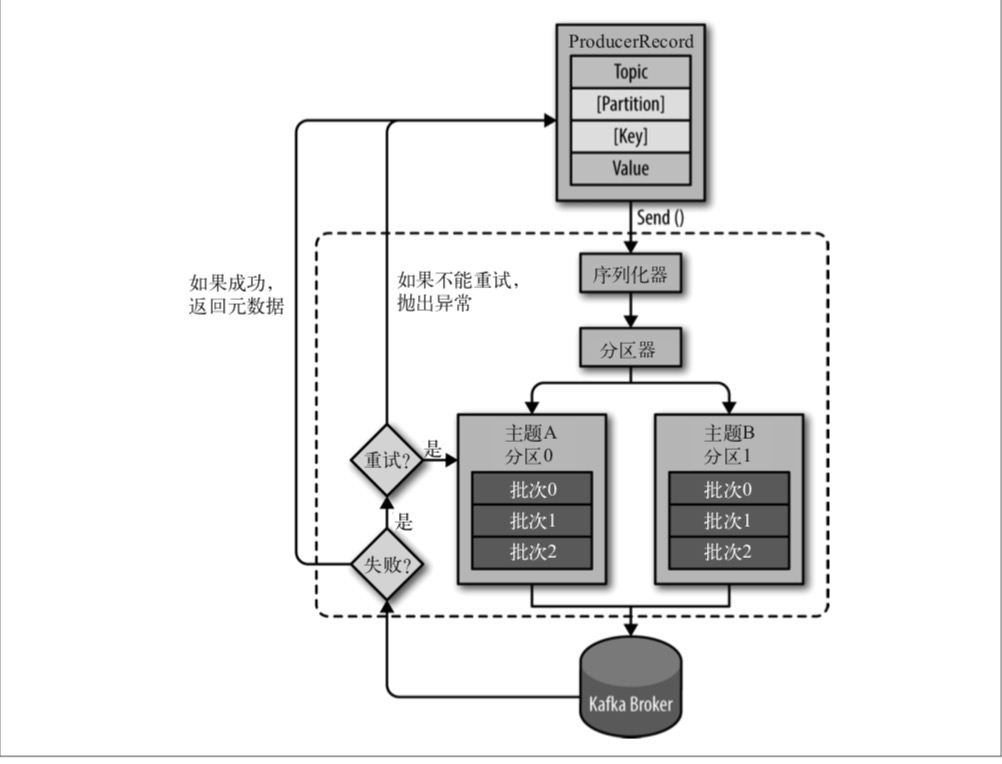 ProducerRecord
Topic
[Partition]
[Key]
Value
Send ()
序列化器
如果成功，
返回元数据
如果不能重试，
抛出异常
分区器
主题A
分区0
批次0
批次1
批次2
主题B
分区1
批次0
批次1
批次2
重试？
是
是
失败？
Kafka Broker